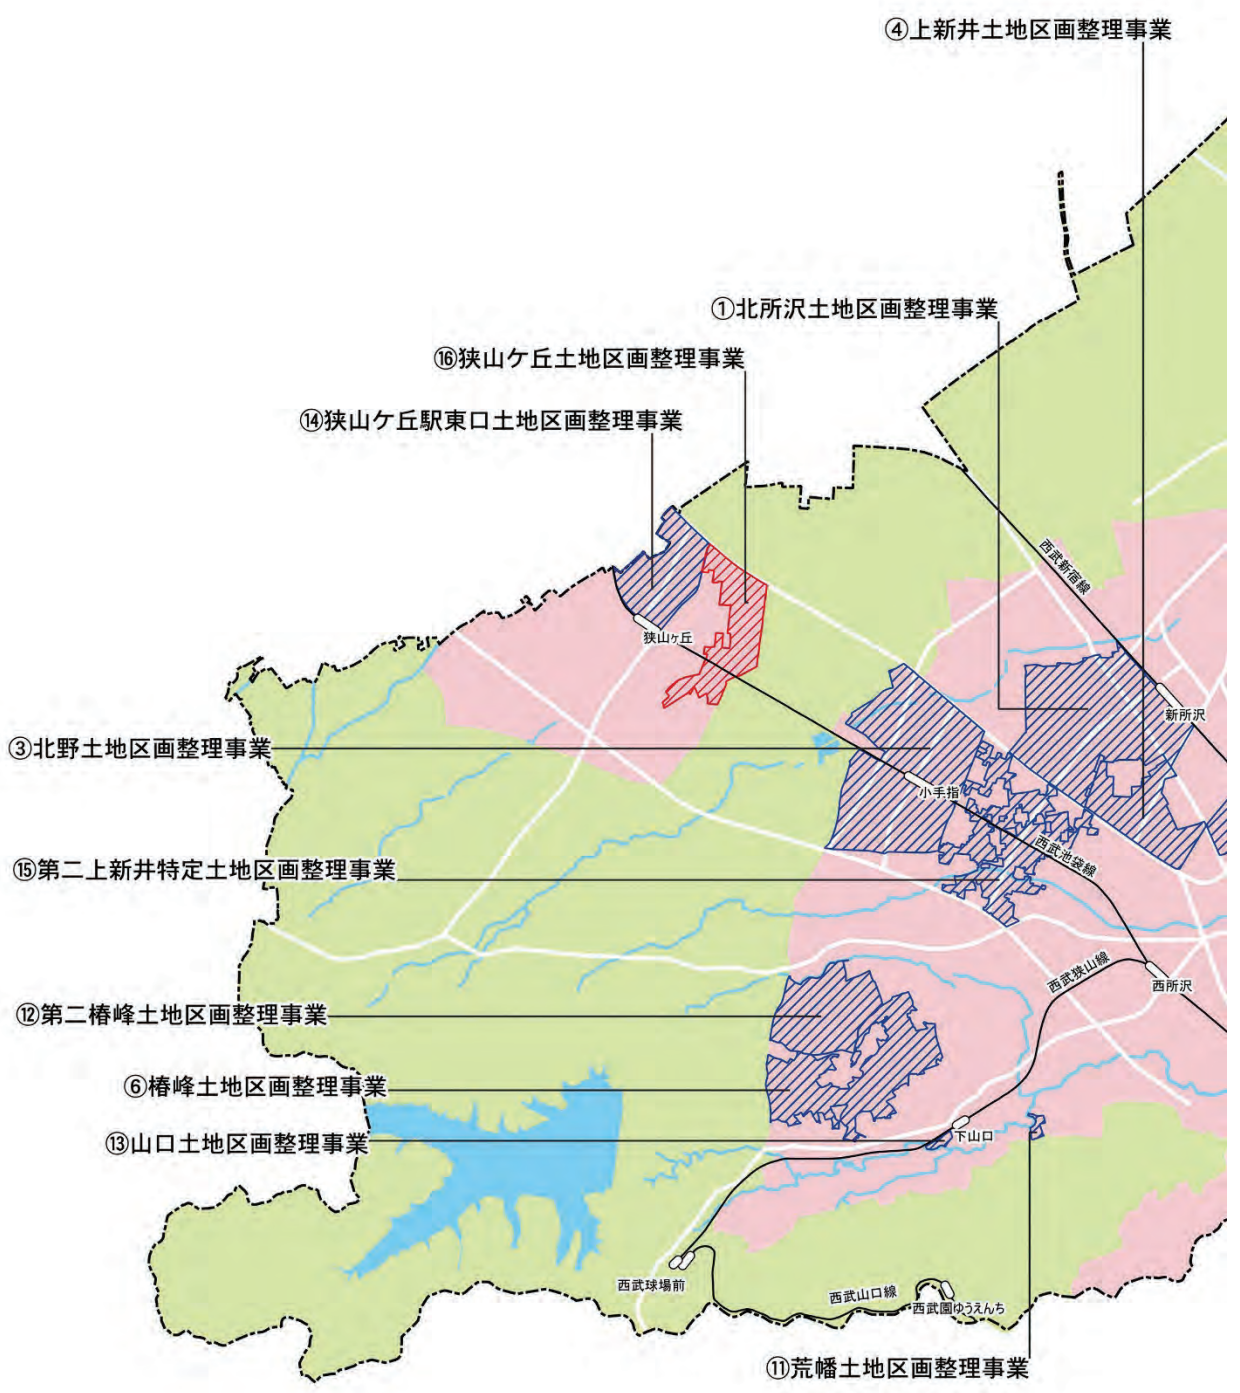 ④上新井土地区画整理事業
①北所沢土地区画整理事業
⑯狭山ケ丘土地区画整理事業
⑭狭山ケ丘駅東口土地区画整理事業
西武新宿線
狭山ヶ丘
新所沢
③北野土地区画整理事業
小手指
西武池袋線
⑮第二上新井特定土地区画整理事業
西武狭山線
西所沢
⑫第二椿峰土地区画整理事業
⑥椿峰土地区画整理事業
下山口
⑬山口土地区画整理事業
西武球場前
西武山口線
西武園ゆうえんち
⑪荒幡土地区画整理事業